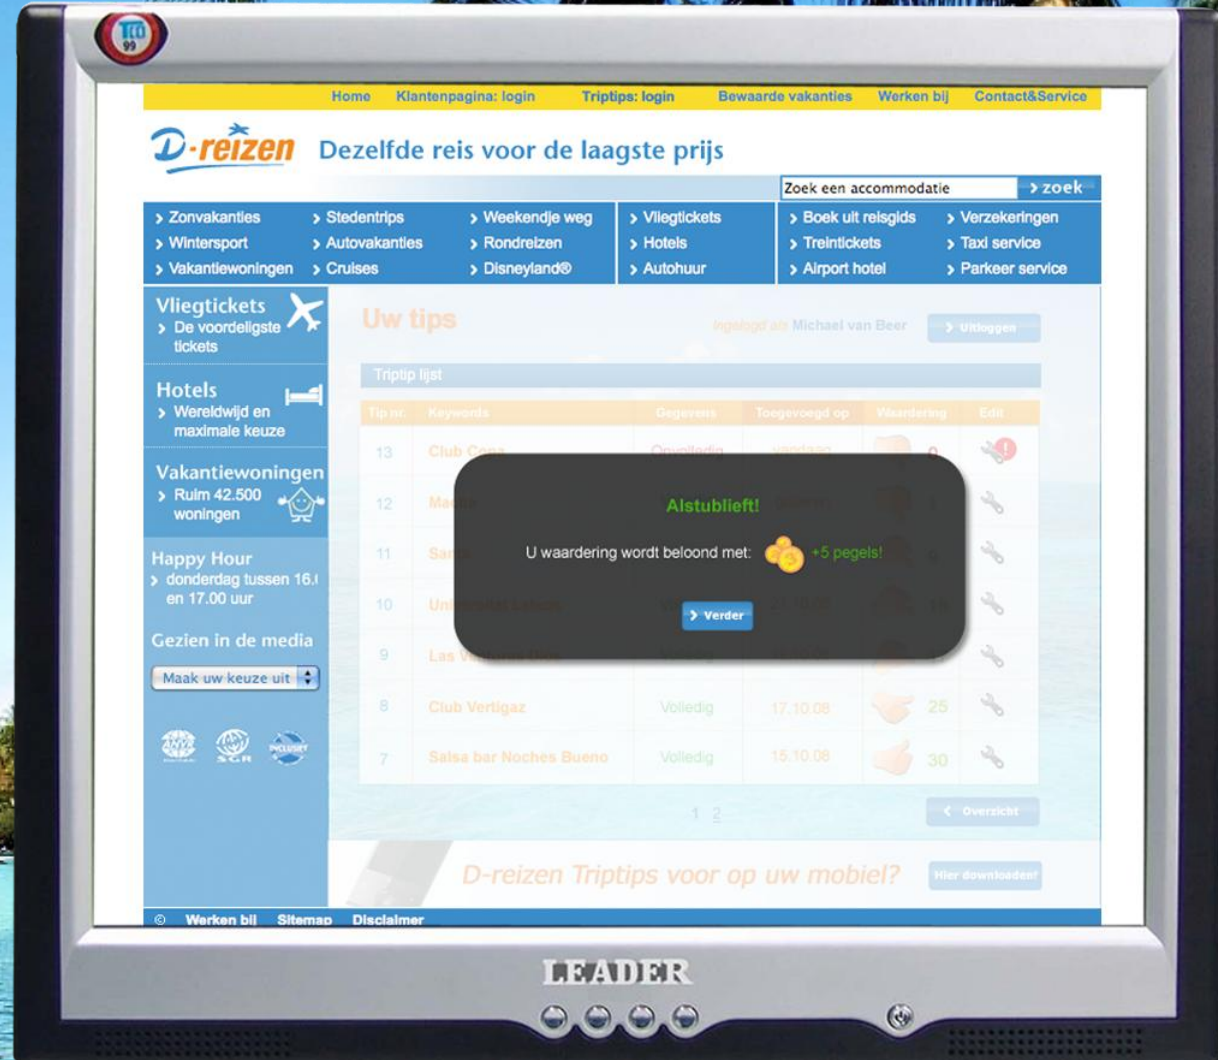 TCO
99
Home Klantenpagina: login Triptips: login Bewaarde vakanties Werken bij Contact&Service
D-reizen Dezelfde reis voor de laagste prijs
Zoek een accommodatie › zoek
› Zonvakanties › Stedentrips › Weekendje weg › Vliegtickets › Boek uit reisgids › Verzekeringen
› Wintersport › Autovakanties › Rondreizen › Hotels › Treintickets › Taxi service
› Vakantiewoningen › Cruises › Disneyland® › Autohuur › Airport hotel › Parkeer service
Vliegtickets
› De voordeligste
tickets
Hotels
› Wereldwijd en
maximale keuze
Vakantiewoningen
› Ruim 42.500
woningen
Happy Hour
› donderdag tussen 16.
en 17.00 uur
Gezien in de media
Maak uw keuze uit
ANVR SGR
Uw tips Ingelogd als Michael van Beer › Uitloggen
Triptip lijst
Tip nr. Keywords Gegevens Toegevoegd op Waardering Edit
13 Club Onvolledig vandaag 0
12
11
10
9 Las
8 Club Vertigaz Volledig 17.10.08 25
7 Salsa bar Noches Bueno Volledig 15.10.08 30
Alstublieft!
U waardering wordt beloond met: +5 pegels!
› Verder
1 2 ‹ Overzicht
D-reizen Triptips voor op uw mobiel? Hier downloaden!
© Werken bij Sitemap Disclaimer
LEADER